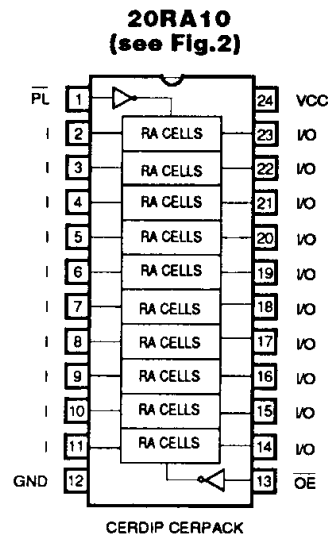 20RA10
(see Fig.2)
PL 1 24 VCC
I 2 RA CELLS 23 I/O
I 3 RA CELLS 22 I/O
I 4 RA CELLS 21 I/O
I 5 RA CELLS 20 I/O
I 6 RA CELLS 19 I/O
I 7 RA CELLS 18 I/O
I 8 RA CELLS 17 I/O
I 9 RA CELLS 16 I/O
I 10 RA CELLS 15 I/O
I 11 RA CELLS 14 I/O
GND 12 13 OE
CERDIP CERPACK